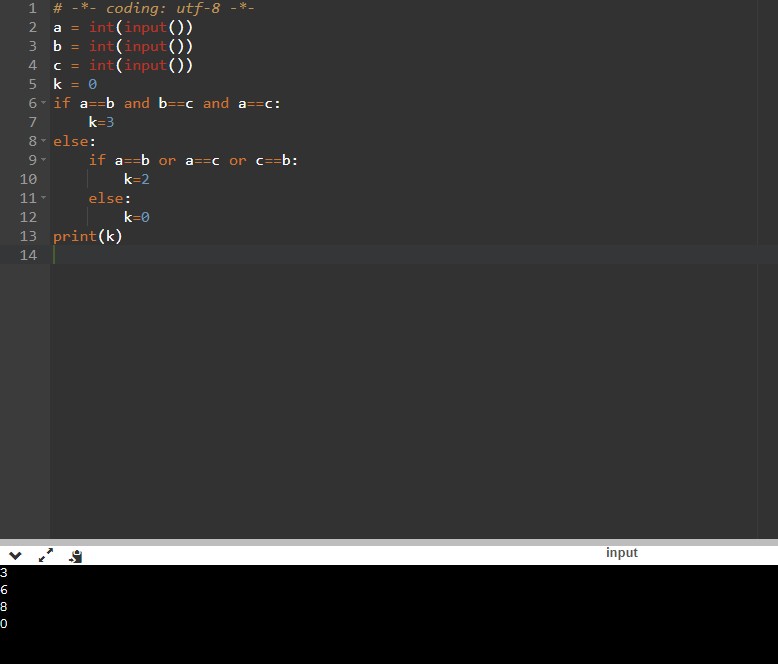 1 # -*- coding: utf-8 -*-
2 a = int(input())
3 b = int(input())
4 c = int(input())
5 k = 0
6 if a==b and b==c and a==c:
7     k=3
8 else:
9     if a==b or a==c or c==b:
10         k=2
11     else:
12         k=0
13 print(k)
14
input
3
6
8
0